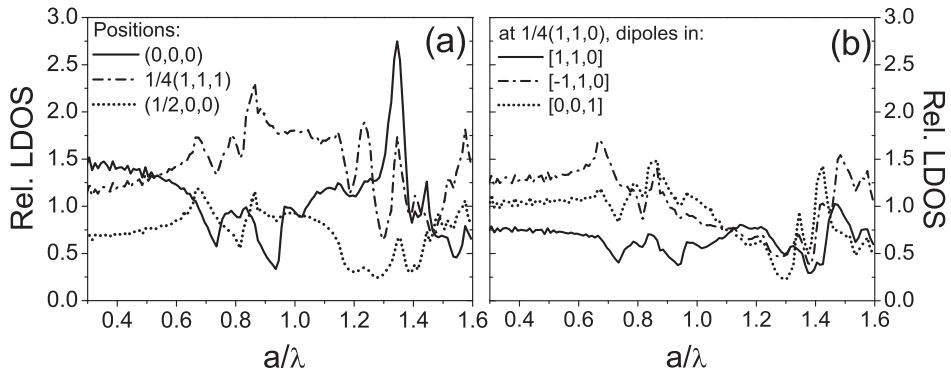 Positions:
(0,0,0)
1/4(1,1,1)
(1/2,0,0)
(a)
Rel. LDOS
3.0
2.5
2.0
1.5
1.0
0.5
0.0
0.4 0.6 0.8 1.0 1.2 1.4 1.6
a/λ
at 1/4(1,1,0), dipoles in:
[1,1,0]
[-1,1,0]
[0,0,1]
(b)
3.0
2.5
2.0
1.5
1.0
0.5
0.0
Rel. LDOS
0.4 0.6 0.8 1.0 1.2 1.4 1.6
a/λ